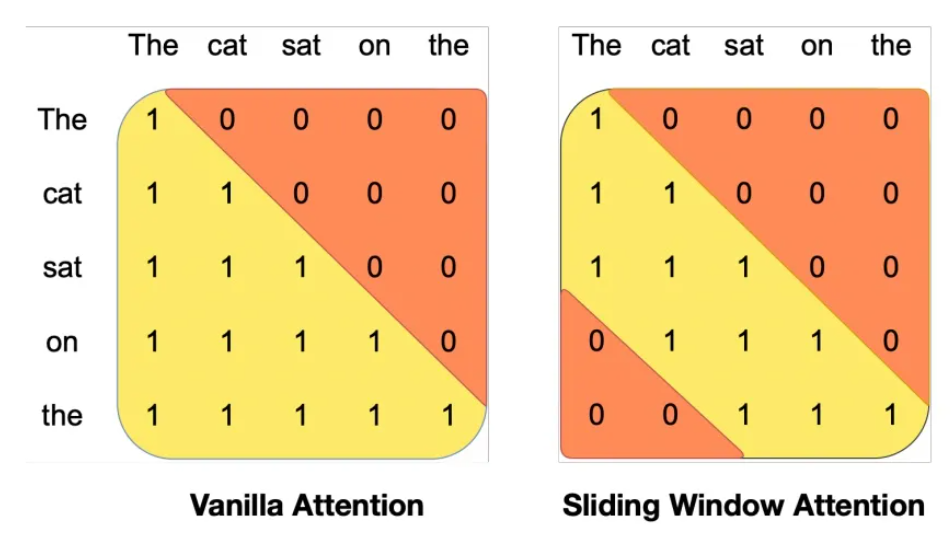 The cat sat on the
The 1 0 0 0 0
cat 1 1 0 0 0
sat 1 1 1 0 0
on 1 1 1 1 0
the 1 1 1 1 1
Vanilla Attention
The cat sat on the
1 0 0 0 0
1 1 0 0 0
1 1 1 0 0
0 1 1 1 0
0 0 1 1 1
Sliding Window Attention